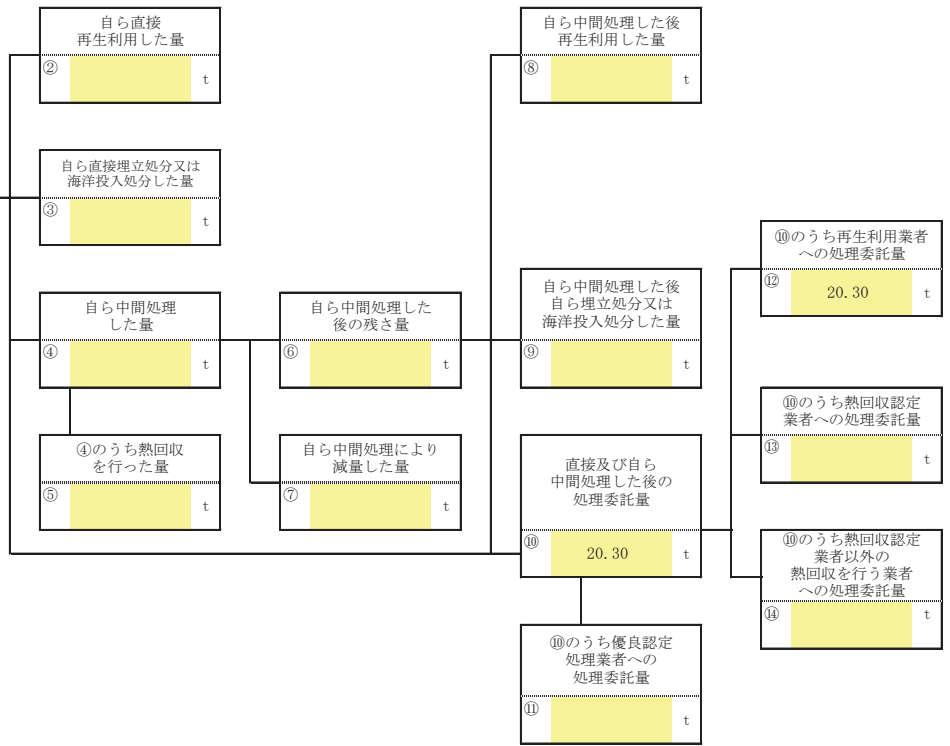 自ら直接
再生利用した量
②
t
自ら直接埋立処分又は
海洋投入処分した量
③
t
自ら中間処理
した量
④
t
④のうち熱回収
を行った量
⑤
t
自ら中間処理した
後の残さ量
⑥
t
自ら中間処理により
減量した量
⑦
t
自ら中間処理した後
再生利用した量
⑧
t
自ら中間処理した後
自ら埋立処分又は
海洋投入処分した量
⑨
t
直接及び自ら
中間処理した後の
処理委託量
⑩ 20.30 t
⑩のうち優良認定
処理業者への
処理委託量
⑪
t
⑩のうち再生利用業者
への処理委託量
⑫ 20.30 t
⑩のうち熱回収認定
業者への処理委託量
⑬
t
⑩のうち熱回収認定
業者以外の
熱回収を行う業者
への処理委託量
⑭
t